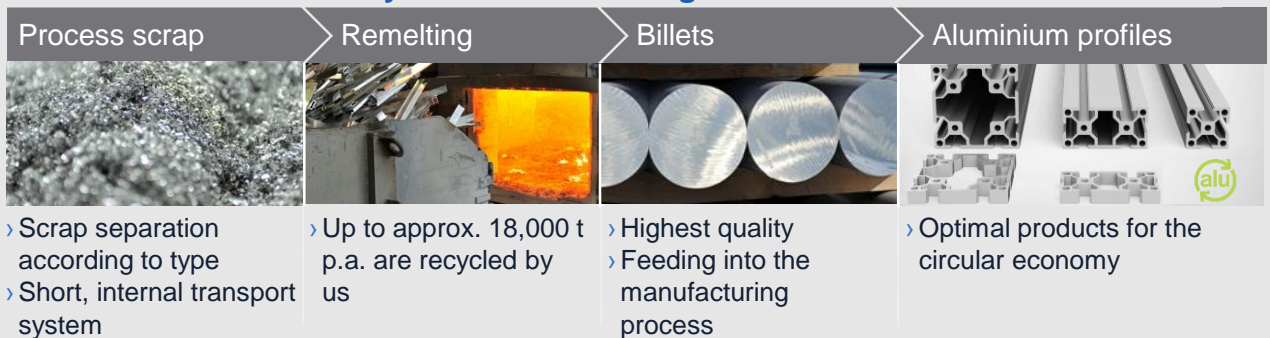 Process scrap
Remelting
Billets
Aluminium profiles
alu
› Scrap separation
according to type
› Short, internal transport
system
› Up to approx. 18,000 t
p.a. are recycled by
us
› Highest quality
› Feeding into the
manufacturing
process
› Optimal products for the
circular economy